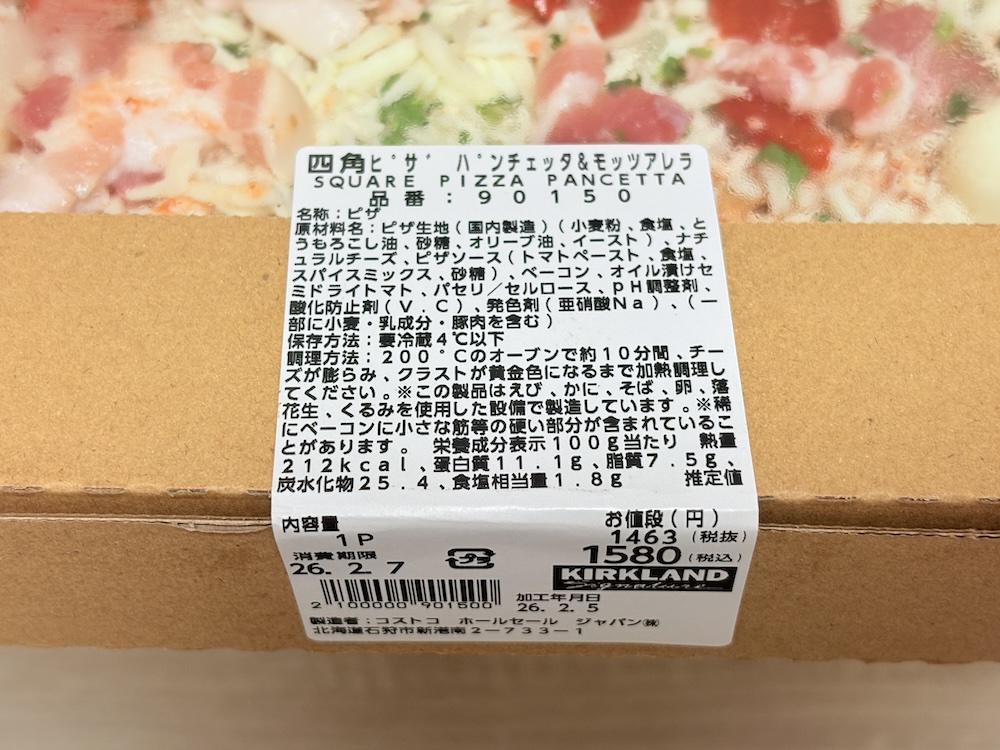 四角ピザ パンチェッタ&モッツアレラ
SQUARE PIZZA PANCETTA
品番:90150
名称:ピザ
原材料名:ピザ生地(国内製造)(小麦粉、食塩、と
うもろこし油、砂糖、オリーブ油、イースト)、ナチ
ュラルチーズ、ピザソース(トマトペースト、食塩、
スパイスミックス、砂糖)、ベーコン、オイル漬けセ
ミドライトマト、パセリ/セルロース、pH調整剤、
酸化防止剤(V.C)、発色剤(亜硝酸Na)、(一
部に小麦・乳成分・豚肉を含む)
保存方法:要冷蔵4℃以下
調理方法:200°Cのオーブンで約10分間、チー
ズが膨らみ、クラストが黄金色になるまで加熱調理し
てください。※この製品はえび、かに、そば、卵、落
花生、くるみを使用した設備で製造しています。※稀
にベーコンに小さな筋等の硬い部分が含まれているこ
とがあります。 栄養成分表示100g当たり 熱量
212kcal、蛋白質11.1g、脂質7.5g、
炭水化物25.4、食塩相当量1.8g 推定値
内容量 お値段(円)
1P 1463(税抜)
消費期限 1580(税込)
26.2.7 プラ KIRKLAND
Signature
2 100000 901500 加工年月日
26.2.5
製造者:コストコ ホールセール ジャパン㈱
北海道石狩市新港南2-733-1